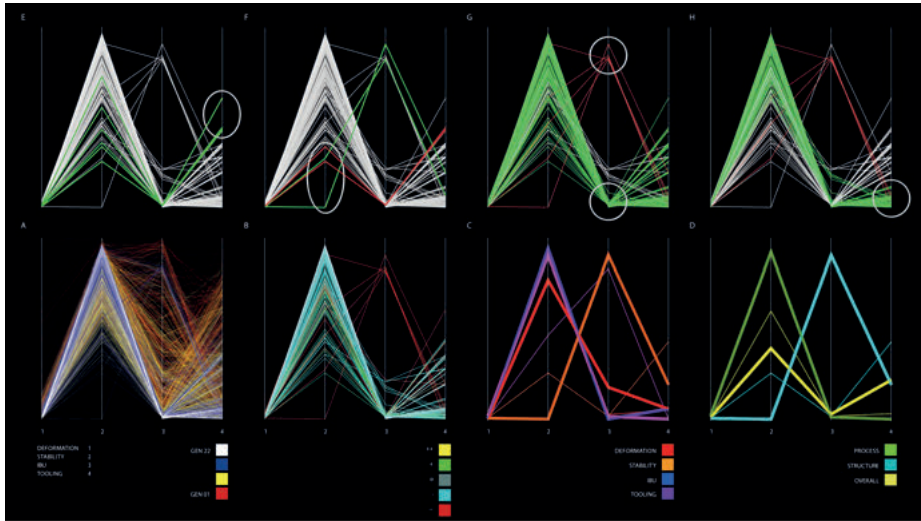 E F G H
A B C D
1 2 3 4 1 2 3 4 1 2 3 4 1 2 3 4
DEFORMATION 1
STABILITY 2
IBU 3
TOOLING 4
GEN 22
GEN 01
++
+
-
DEFORMATION
STABILITY
IBU
TOOLING
PROCESS
STRUCTURE
OVERALL